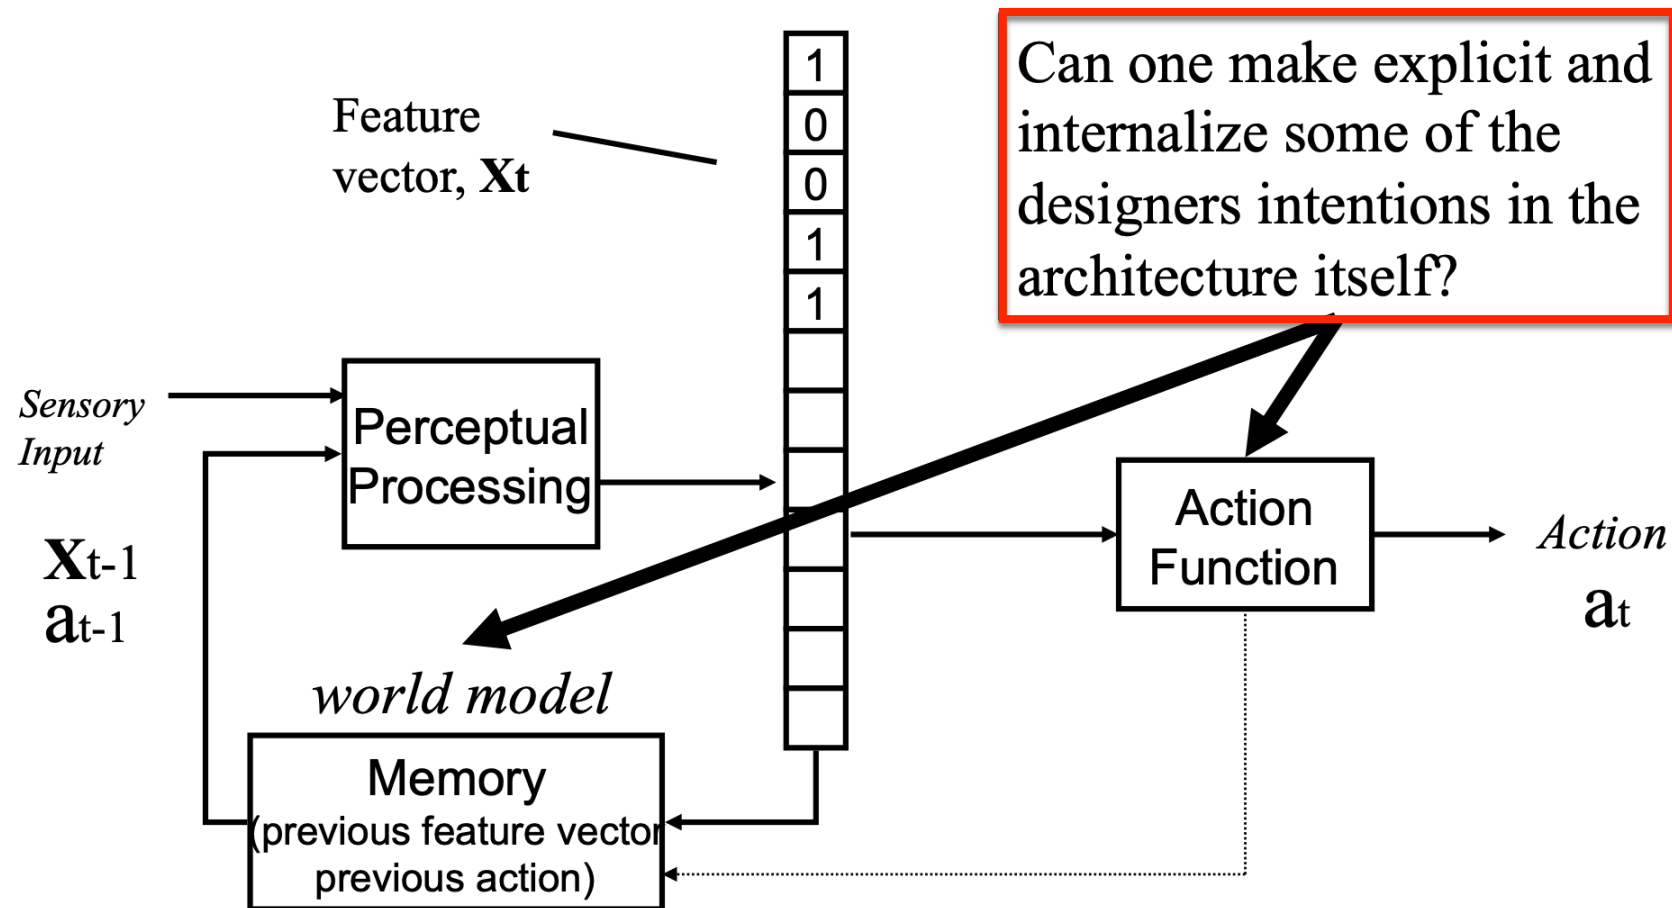 Feature
vector, Xt
1
0
0
1
1
Can one make explicit and
internalize some of the
designers intentions in the
architecture itself?
Sensory
Input
Perceptual
Processing
Xt-1
at-1
Action
Function
Action
at
world model
Memory
(previous feature vector
previous action)